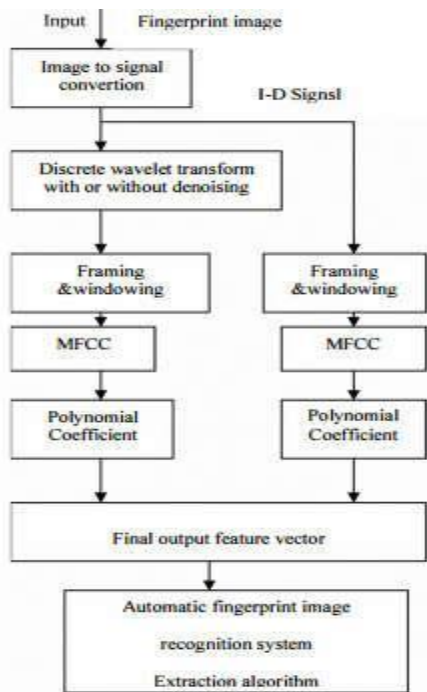 Input Fingerprint image
Image to signal
convertion
I-D SignsI
Discrete wavelet transform
with or without denoising
Framing
&windowing
Framing
&windowing
MFCC
MFCC
Polynomial
Coefficient
Polynomial
Coefficient
Final output feature vector
Automatic fingerprint image
recognition system
Extraction algorithm